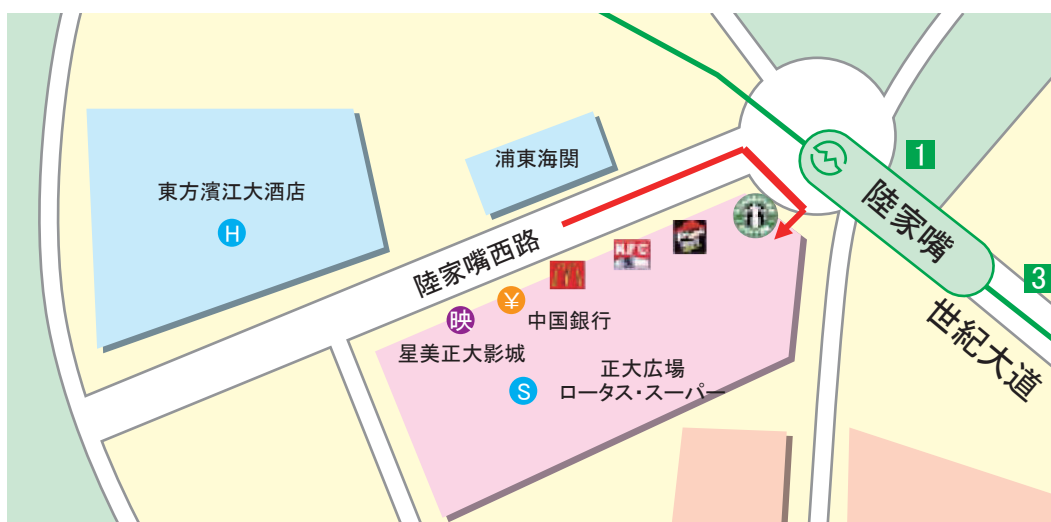 1
浦東海関
東方濱江大酒店
H
陸家嘴
KFC
陸家嘴西路
3
¥
中国銀行
映
星美正大影城
世紀大道
正大広場
S
ロータス・スーパー